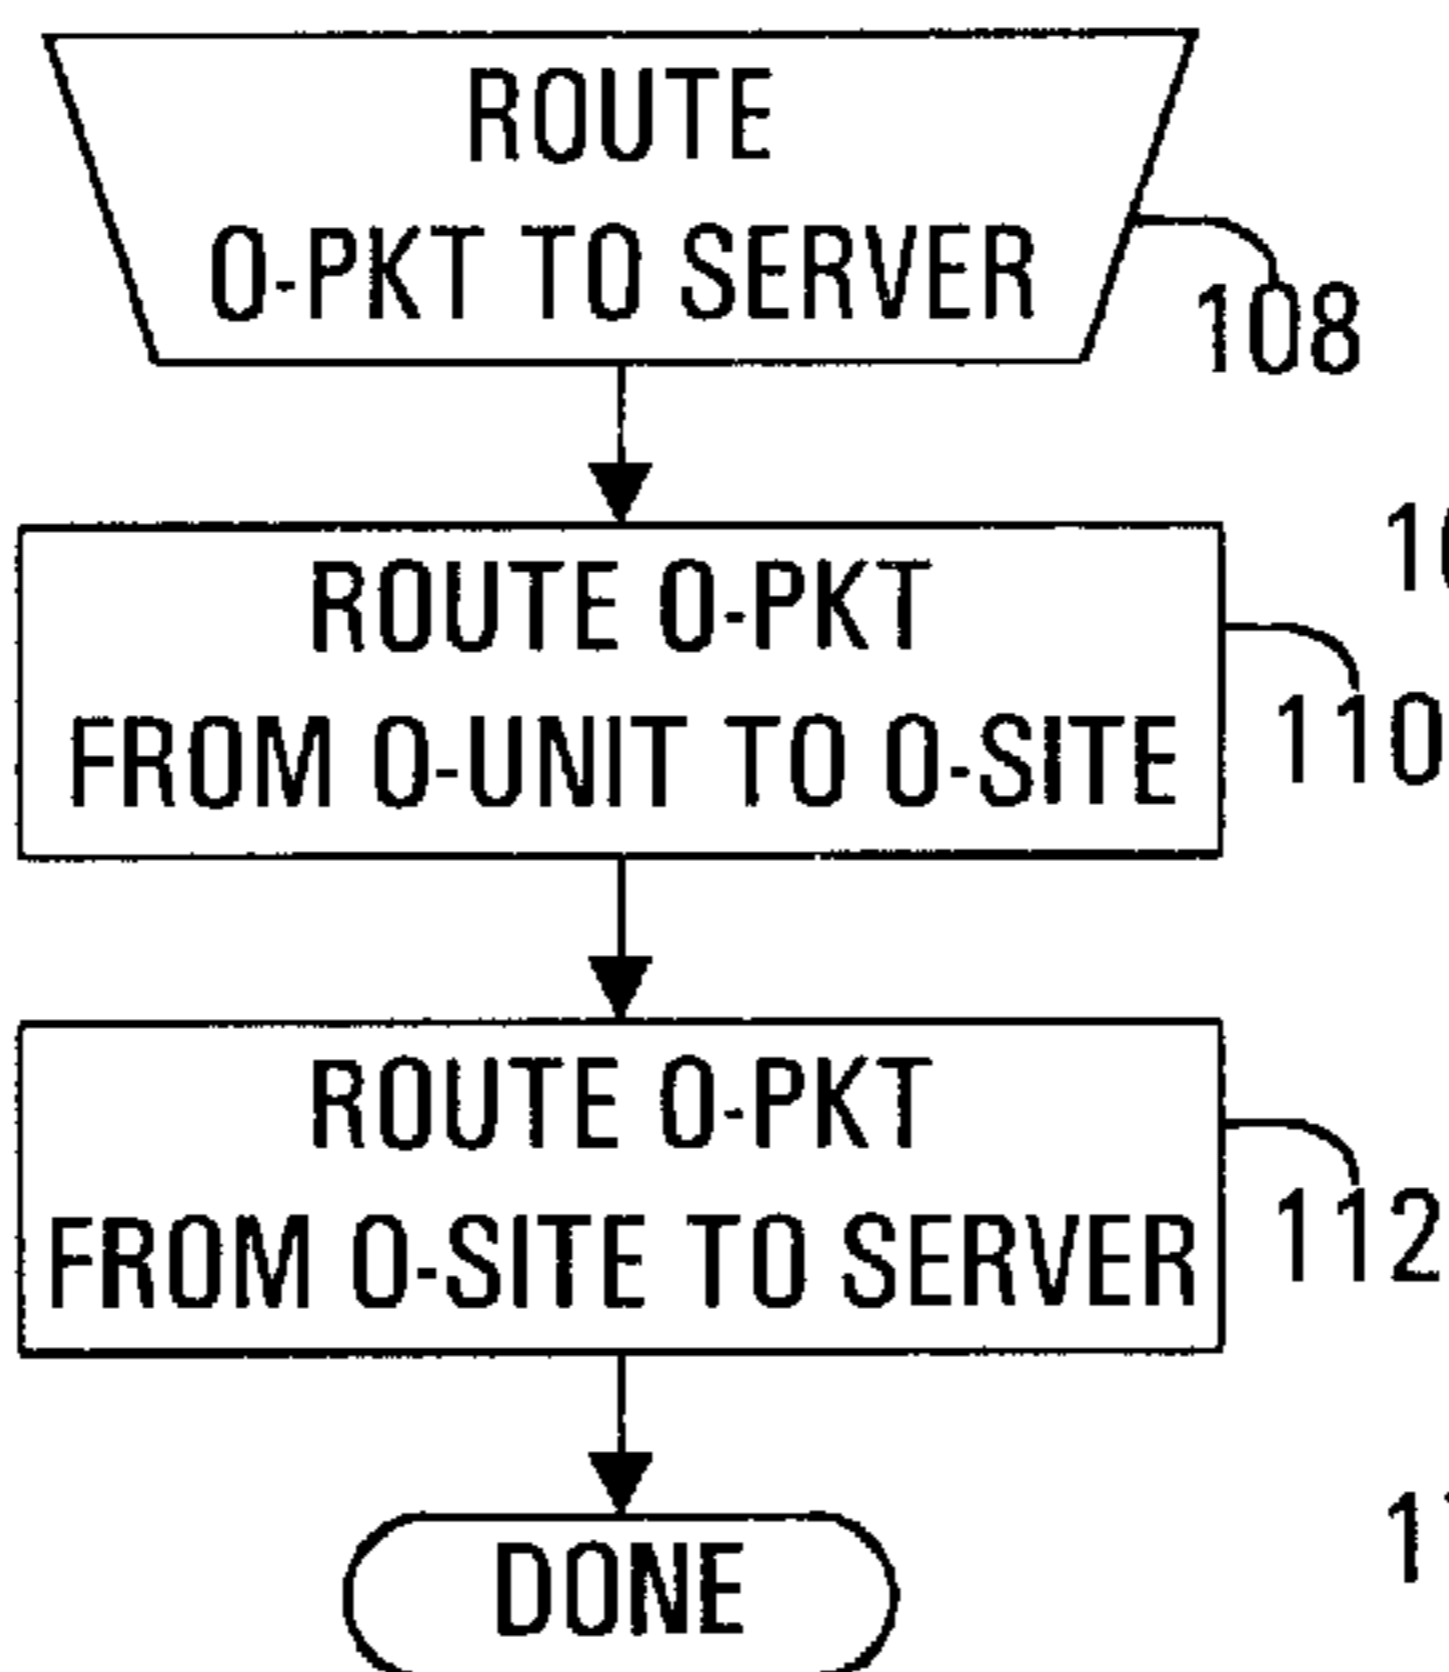 ROUTE
O-PKT TO SERVER
108
ROUTE O-PKT
FROM O-UNIT TO O-SITE
110
ROUTE O-PKT
FROM O-SITE TO SERVER
112
DONE